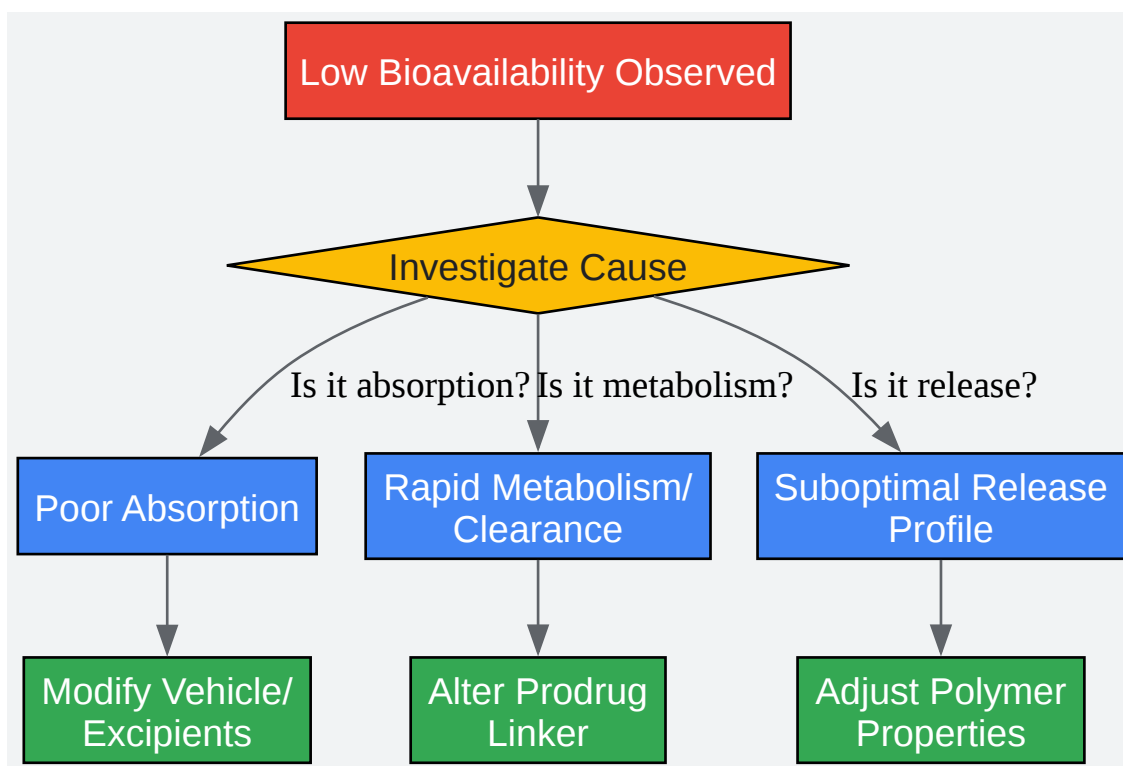 Low Bioavailability Observed
Investigate Cause
Is it absorption?
Is it metabolism?
Is it release?
Poor Absorption
Rapid Metabolism/
Clearance
Suboptimal Release
Profile
Modify Vehicle/
Excipients
Alter Prodrug
Linker
Adjust Polymer
Properties